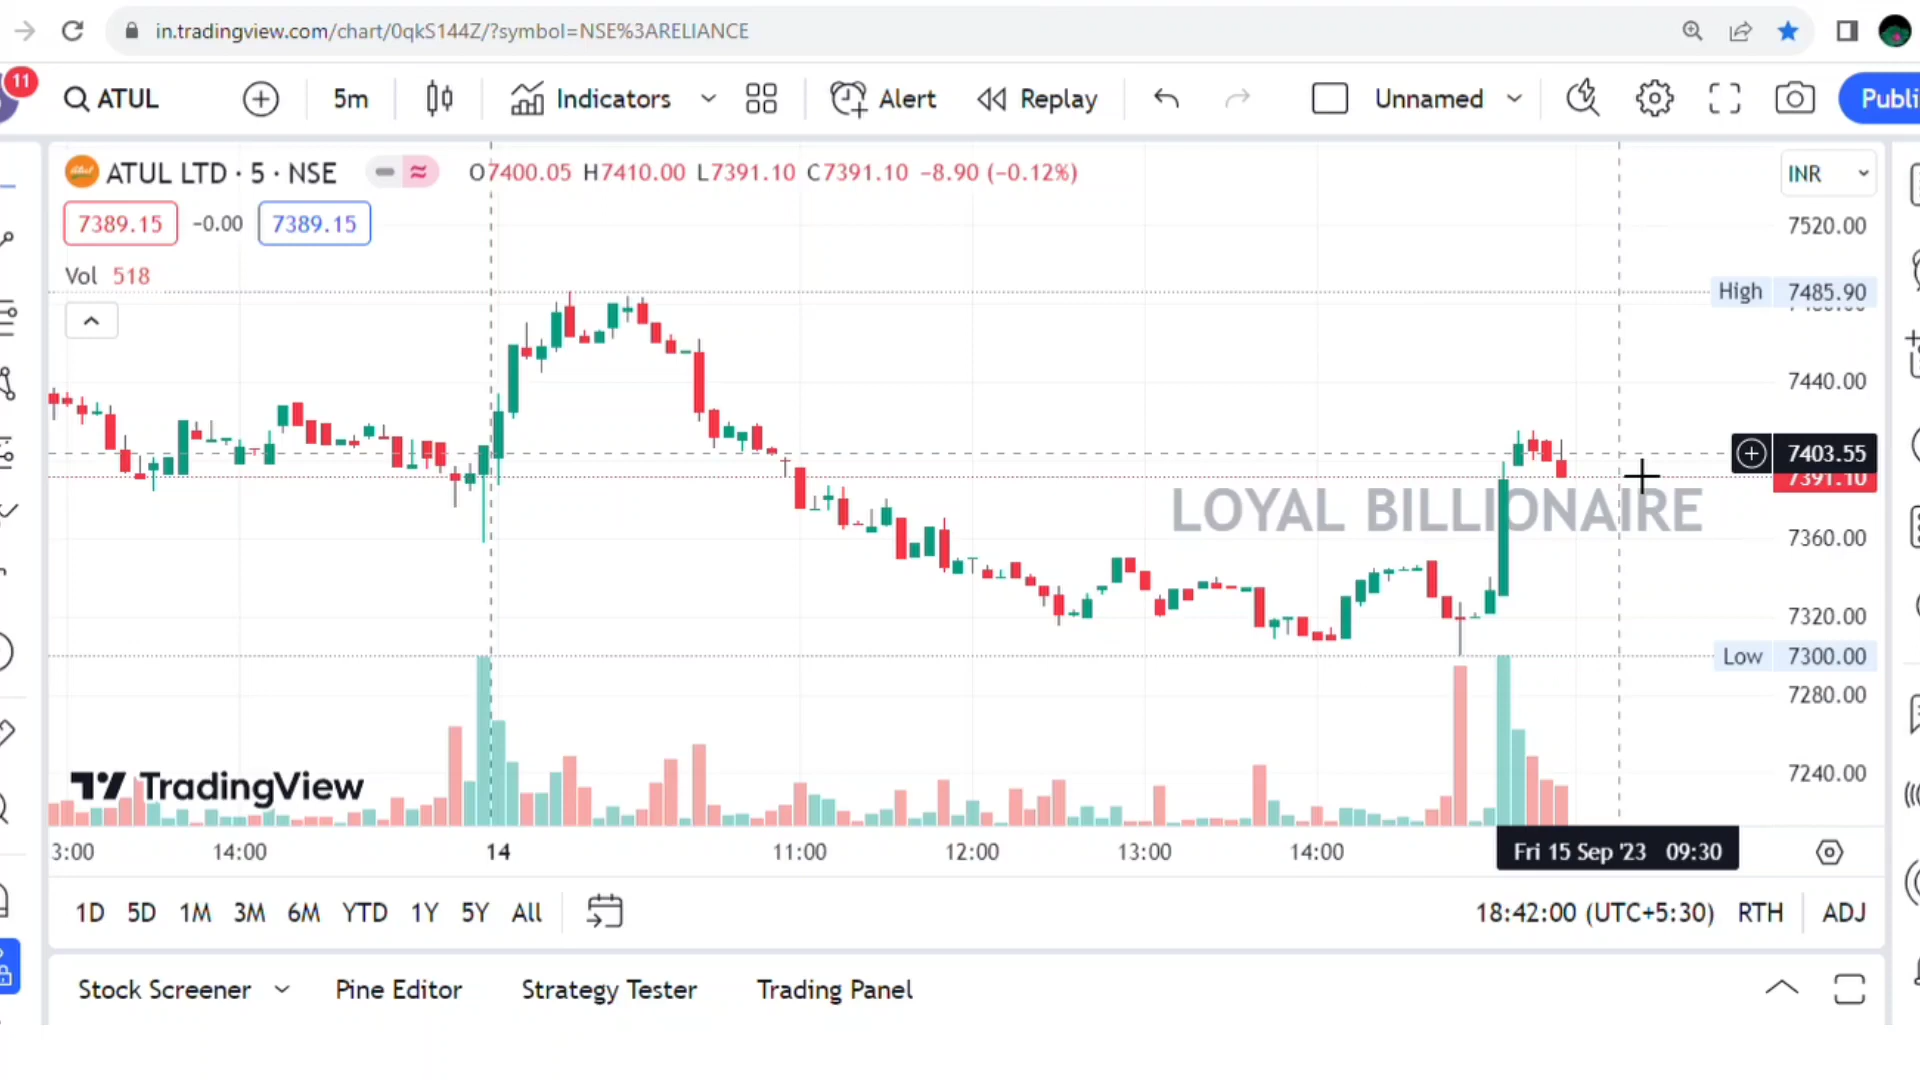 in.tradingview.com/chart/0qkS144Z/?symbol=NSE%3ARELIANCE
11
ATUL
5m
Indicators
Alert
Replay
Unnamed
Publi
ATUL LTD · 5 · NSE
O7400.05 H7410.00 L7391.10 C7391.10 −8.90 (−0.12%)
INR
7389.15 -0.00 7389.15
7520.00
Vol 518
High 7485.90
7440.00
7403.55
7391.10
LOYAL BILLIONAIRE
7360.00
7320.00
Low 7300.00
7280.00
7240.00
TradingView
3:00 14:00 14 11:00 12:00 13:00 14:00 Fri 15 Sep '23 09:30
1D 5D 1M 3M 6M YTD 1Y 5Y All
18:42:00 (UTC+5:30) RTH ADJ
Stock Screener Pine Editor Strategy Tester Trading Panel